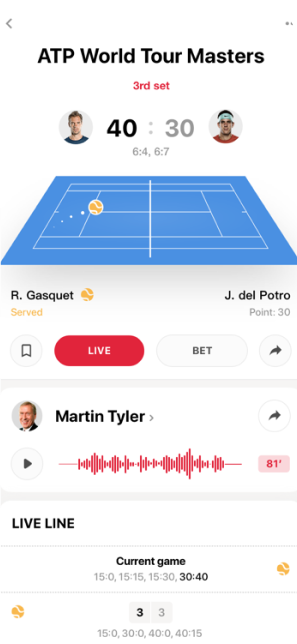 ATP World Tour Masters
3rd set
40 : 30
6:4, 6:7
R. Gasquet
J. del Potro
Served
Point: 30
LIVE
BET
Martin Tyler ›
81'
LIVE LINE
Current game
15:0, 15:15, 15:30, 30:40
3 3
15:0, 30:0, 40:0, 40:15